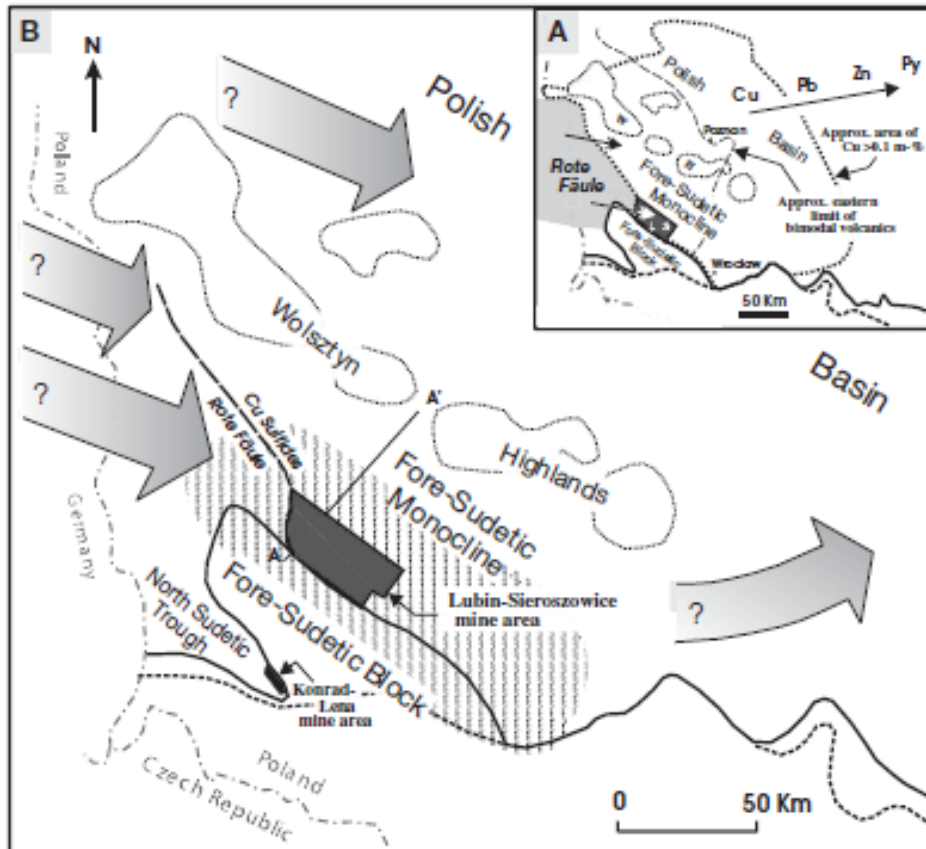 B
N
?
Polish
Poland
?
Wolsztyn
?
Cu Sulfides
Rote Fäule
A'
Highlands
Basin
Fore-Sudetic
Monocline
Germany
A
North Sudetic
Trough
Fore-Sudetic Block
Lubin-Sieroszowice
mine area
?
Konrad-
Lena
mine area
Poland
Czech Republic
0 50 Km
A
Polish
Cu Pb Zn Py
Poznan
Basin
Approx. area of
Cu >0.1 m-%
W
W
Rote
Fäule
Fore-Sudetic
Monocline
Approx. eastern
limit of
bimodal volcanics
Fore-Sudetic
Block
Wroclaw
50 Km